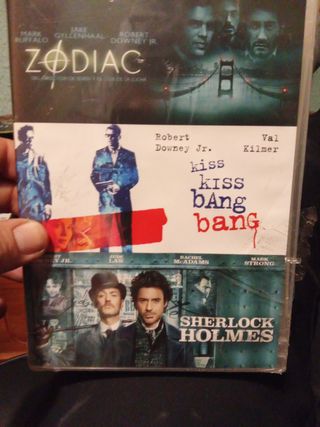 MARK RUFFALO
JAKE GYLLENHAAL
ROBERT DOWNEY JR.
ZODIAC
Robert Downey Jr.
Val Kilmer
kiss
kiss
bAng
banG
JUDE LAW
RACHEL McADAMS
MARK STRONG
SHERLOCK
HOLMES